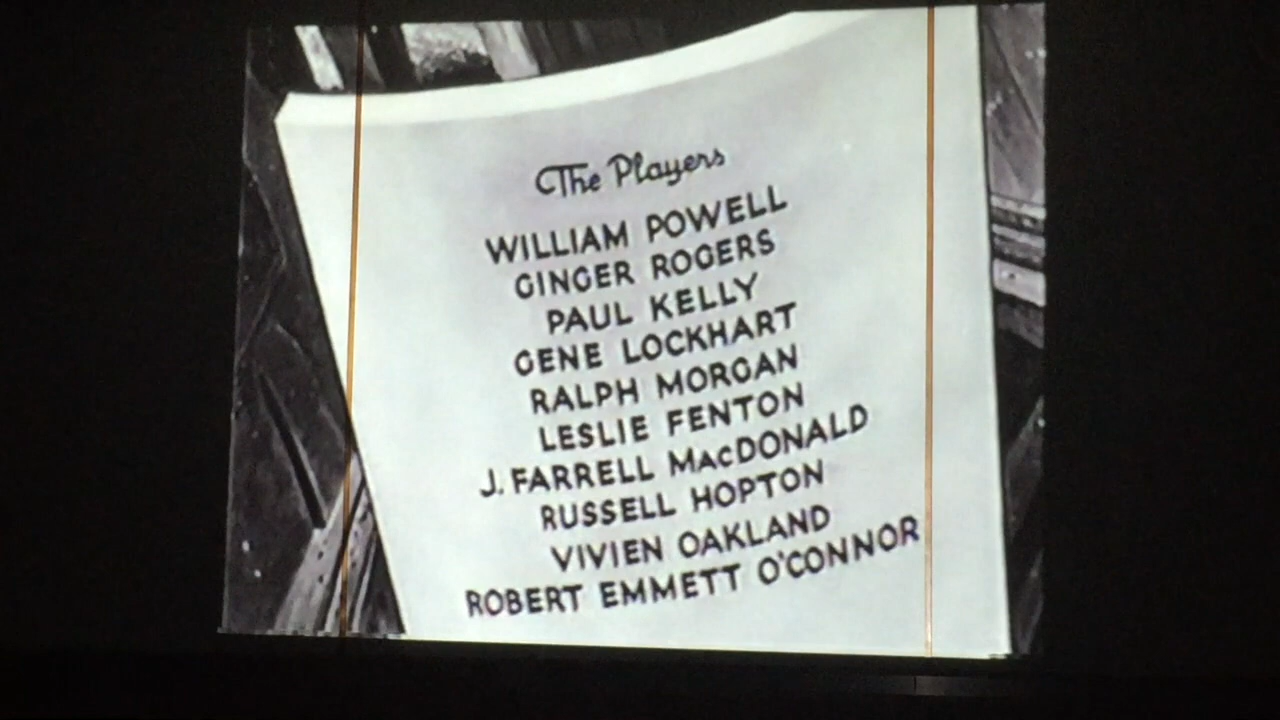 The Players
WILLIAM POWELL
GINGER ROGERS
PAUL KELLY
GENE LOCKHART
RALPH MORGAN
LESLIE FENTON
J. FARRELL MacDONALD
RUSSELL HOPTON
VIVIEN OAKLAND
ROBERT EMMETT O'CONNOR